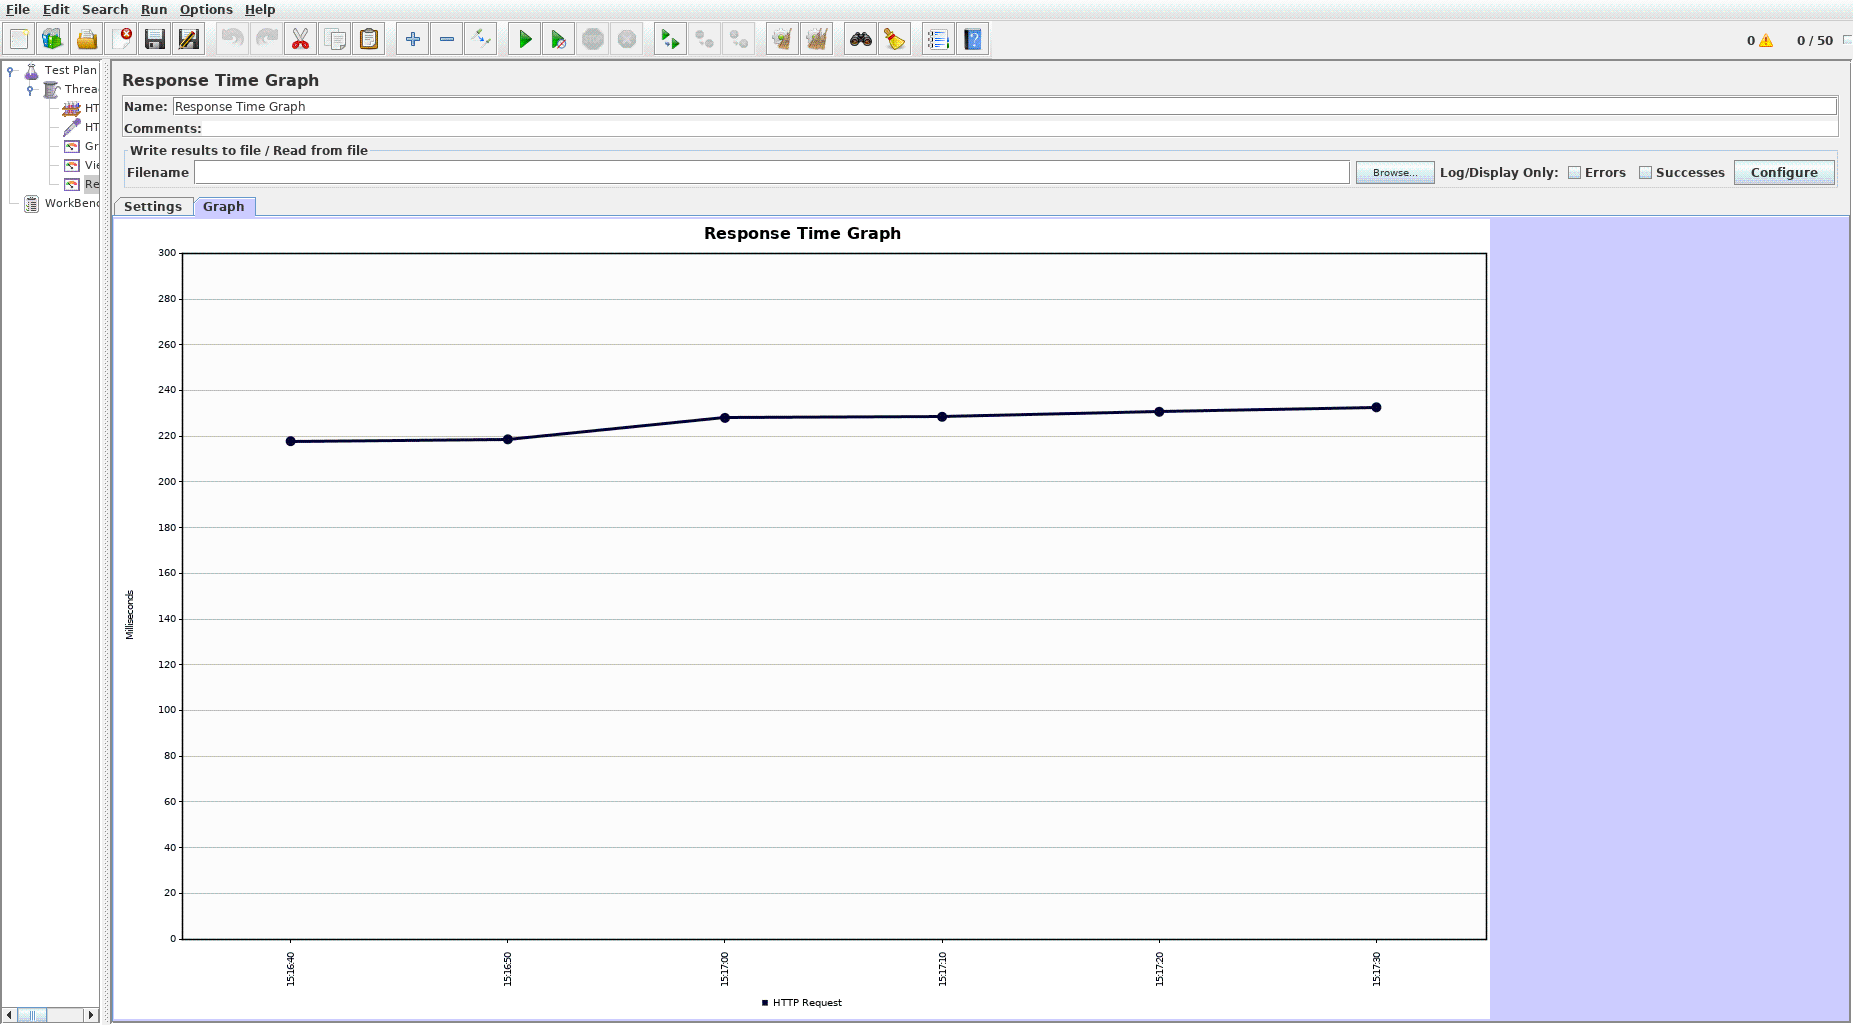 File Edit Search Run Options Help
0 0 / 50
Test Plan
Threa
HT
HT
Gr
Vie
Re
WorkBenc
Response Time Graph
Name: Response Time Graph
Comments:
Write results to file / Read from file
Filename Browse... Log/Display Only: Errors Successes Configure
Settings Graph
Response Time Graph
300
280
260
240
220
200
180
160
140
120
100
80
60
40
20
0
Milliseconds
15:16:40 15:16:50 15:17:00 15:17:10 15:17:20 15:17:30
HTTP Request